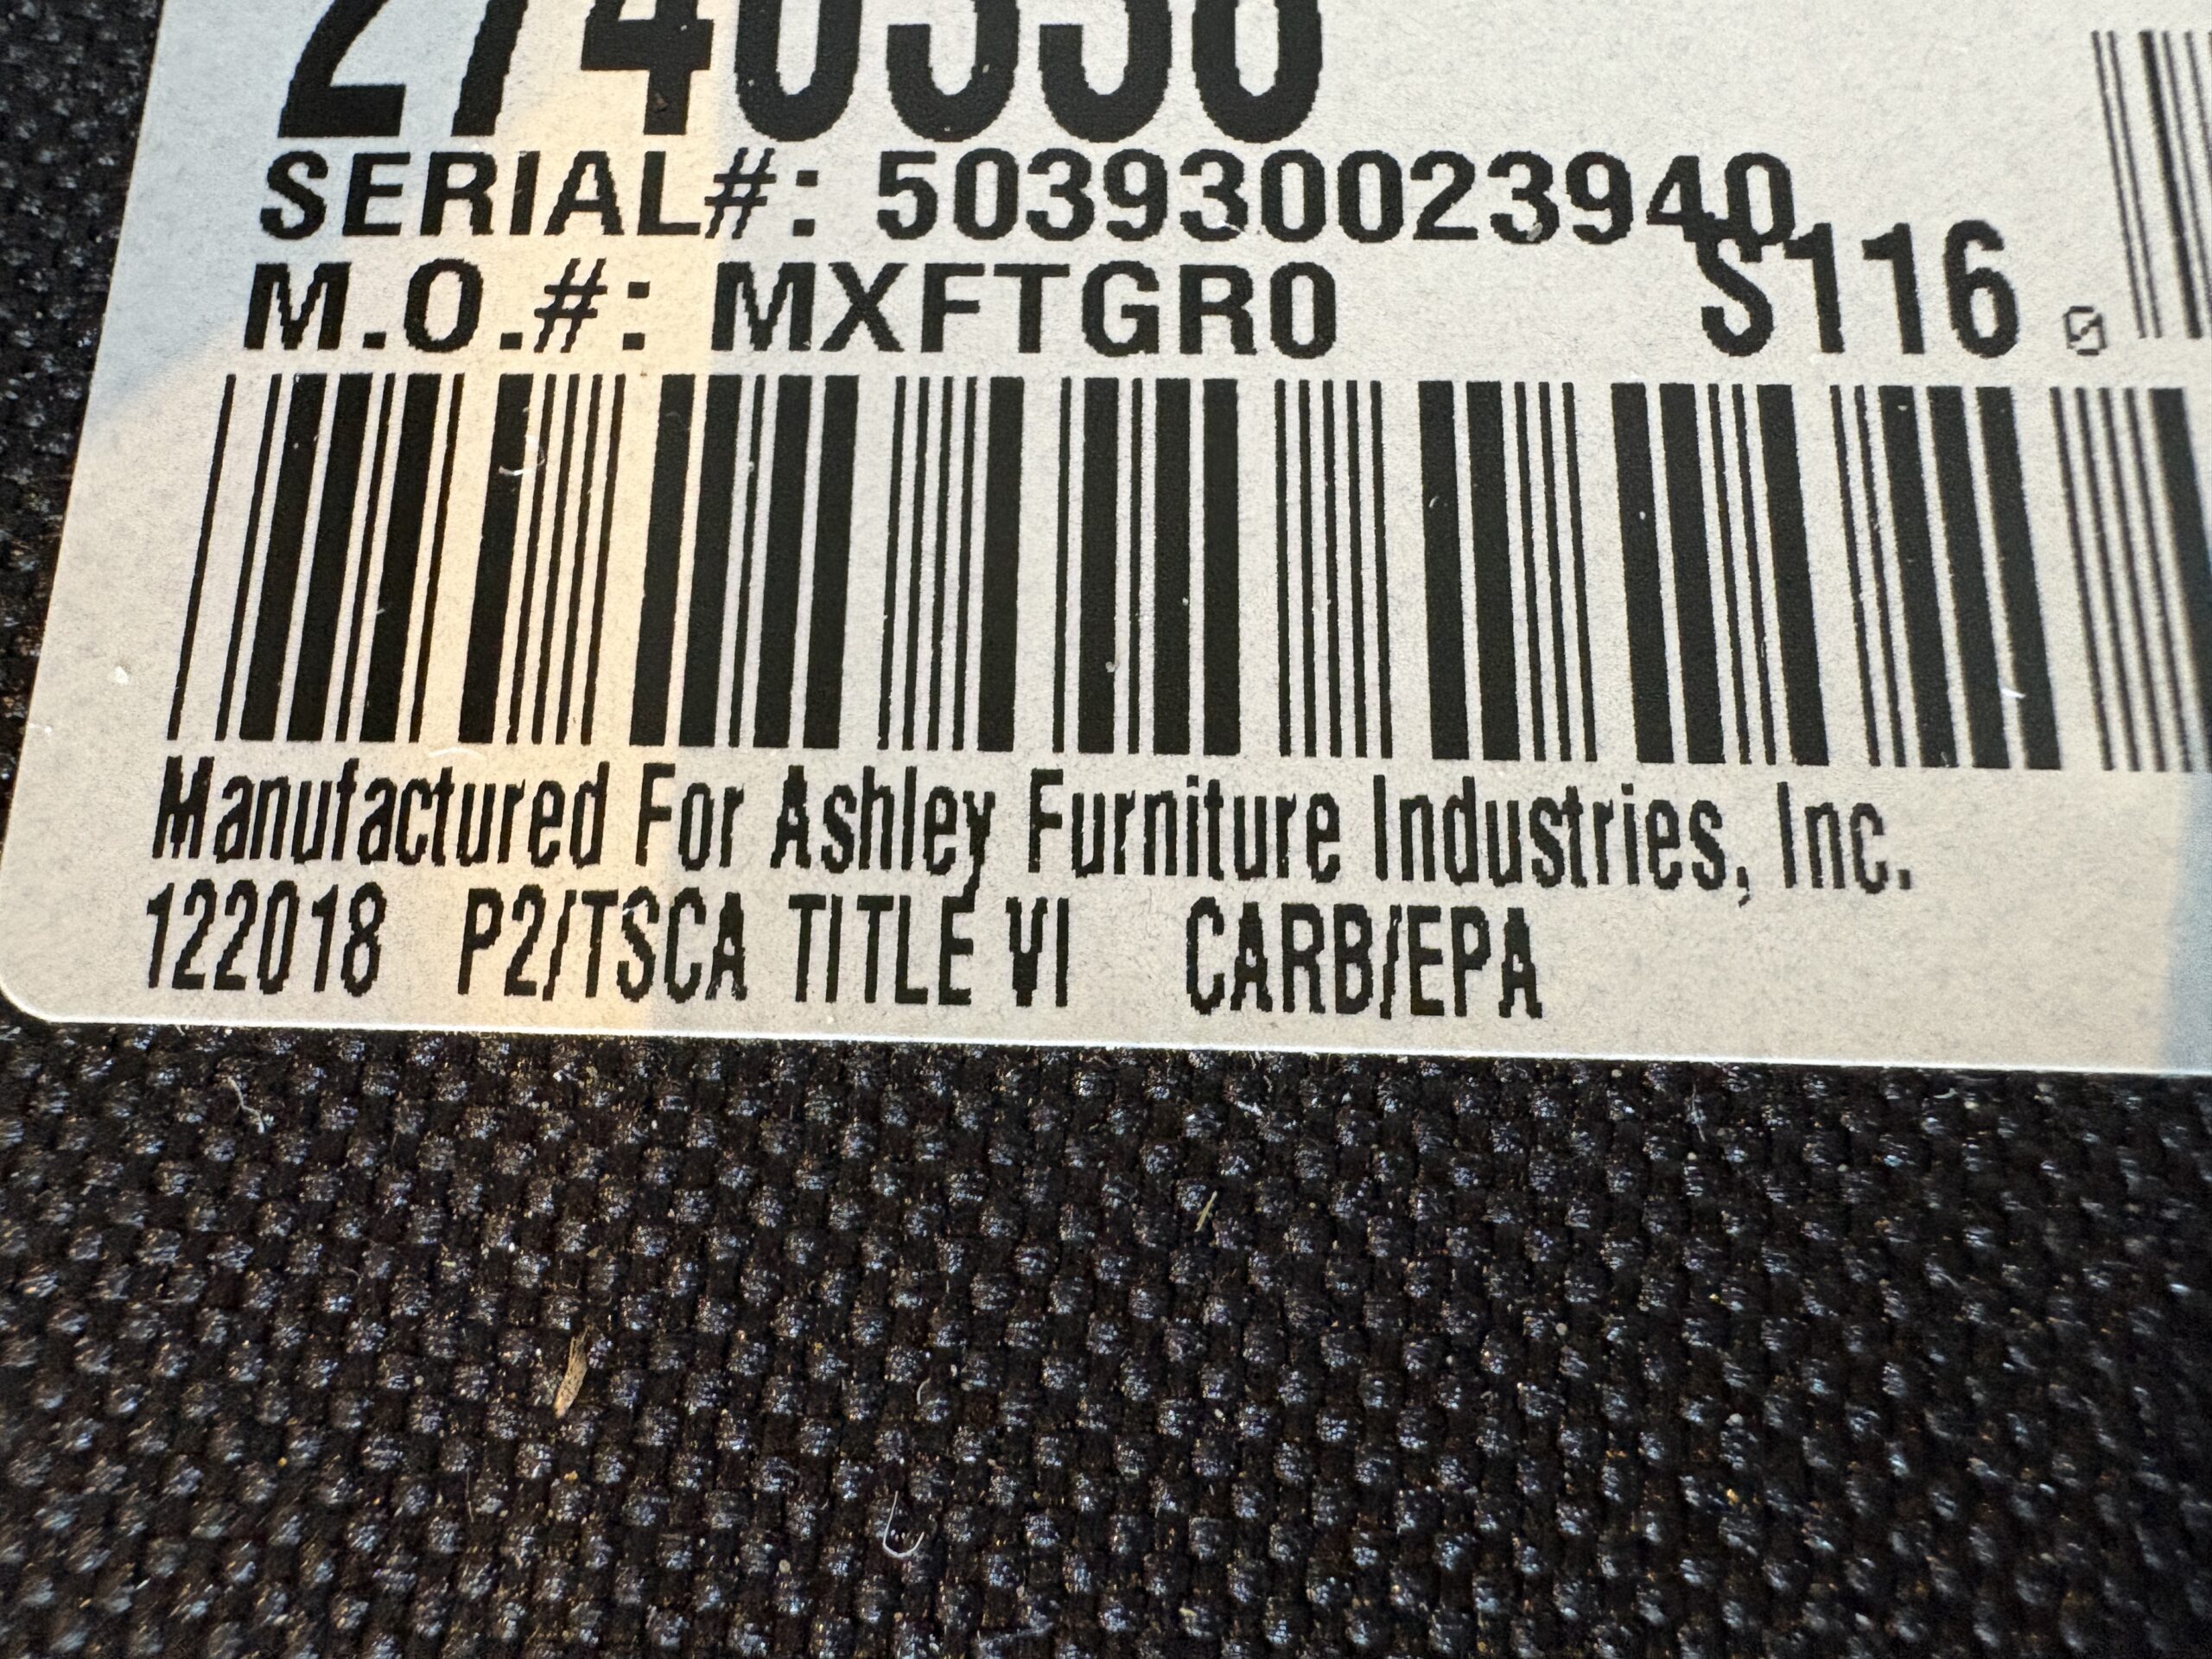 SERIAL#: 503930023940
M.O.#: MXFTGR0 S116
Manufactured For Ashley Furniture Industries, Inc.
122018 P2/TSCA TITLE VI CARB/EPA